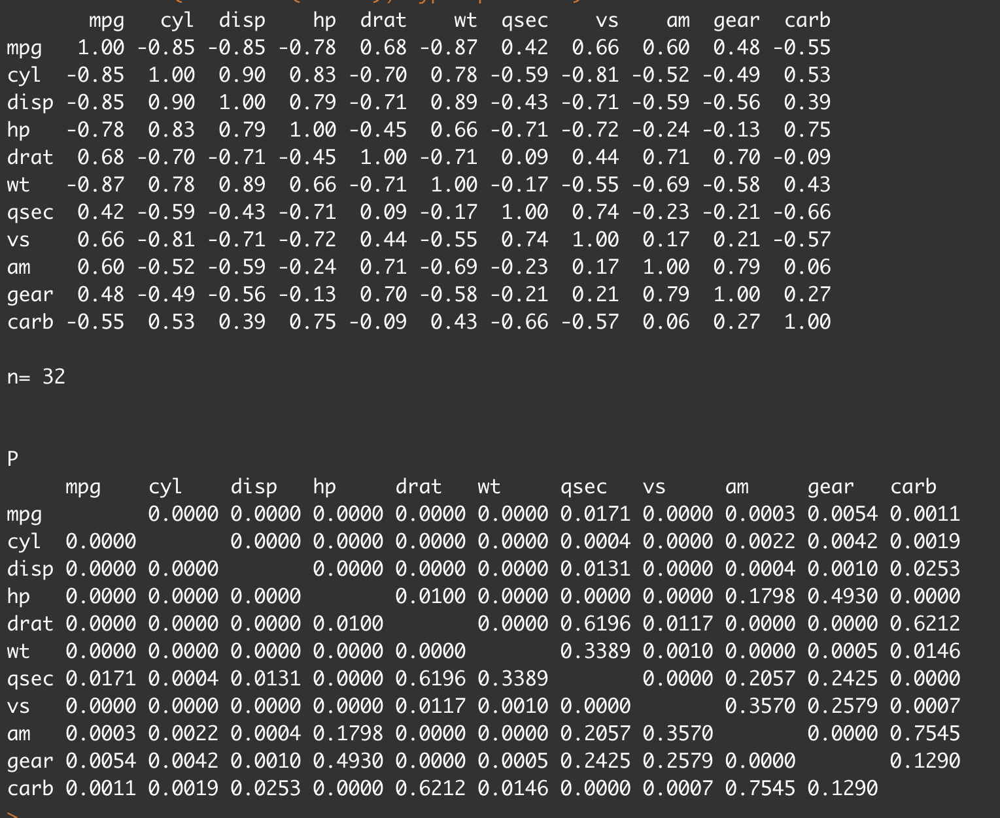 mpg cyl disp hp drat wt qsec vs am gear carb
mpg 1.00 -0.85 -0.85 -0.78 0.68 -0.87 0.42 0.66 0.60 0.48 -0.55
cyl -0.85 1.00 0.90 0.83 -0.70 0.78 -0.59 -0.81 -0.52 -0.49 0.53
disp -0.85 0.90 1.00 0.79 -0.71 0.89 -0.43 -0.71 -0.59 -0.56 0.39
hp -0.78 0.83 0.79 1.00 -0.45 0.66 -0.71 -0.72 -0.24 -0.13 0.75
drat 0.68 -0.70 -0.71 -0.45 1.00 -0.71 0.09 0.44 0.71 0.70 -0.09
wt -0.87 0.78 0.89 0.66 -0.71 1.00 -0.17 -0.55 -0.69 -0.58 0.43
qsec 0.42 -0.59 -0.43 -0.71 0.09 -0.17 1.00 0.74 -0.23 -0.21 -0.66
vs 0.66 -0.81 -0.71 -0.72 0.44 -0.55 0.74 1.00 0.17 0.21 -0.57
am 0.60 -0.52 -0.59 -0.24 0.71 -0.69 -0.23 0.17 1.00 0.79 0.06
gear 0.48 -0.49 -0.56 -0.13 0.70 -0.58 -0.21 0.21 0.79 1.00 0.27
carb -0.55 0.53 0.39 0.75 -0.09 0.43 -0.66 -0.57 0.06 0.27 1.00
n= 32
P
mpg cyl disp hp drat wt qsec vs am gear carb
mpg 0.0000 0.0000 0.0000 0.0000 0.0000 0.0171 0.0000 0.0003 0.0054 0.0011
cyl 0.0000 0.0000 0.0000 0.0000 0.0000 0.0004 0.0000 0.0022 0.0042 0.0019
disp 0.0000 0.0000 0.0000 0.0000 0.0000 0.0131 0.0000 0.0004 0.0010 0.0253
hp 0.0000 0.0000 0.0000 0.0100 0.0000 0.0000 0.0000 0.1798 0.4930 0.0000
drat 0.0000 0.0000 0.0000 0.0100 0.0000 0.6196 0.0117 0.0000 0.0000 0.6212
wt 0.0000 0.0000 0.0000 0.0000 0.0000 0.3389 0.0010 0.0000 0.0005 0.0146
qsec 0.0171 0.0004 0.0131 0.0000 0.6196 0.3389 0.0000 0.2057 0.2425 0.0000
vs 0.0000 0.0000 0.0000 0.0000 0.0117 0.0010 0.0000 0.3570 0.2579 0.0007
am 0.0003 0.0022 0.0004 0.1798 0.0000 0.0000 0.2057 0.3570 0.0000 0.7545
gear 0.0054 0.0042 0.0010 0.4930 0.0000 0.0005 0.2425 0.2579 0.0000 0.1290
carb 0.0011 0.0019 0.0253 0.0000 0.6212 0.0146 0.0000 0.0007 0.7545 0.1290
>